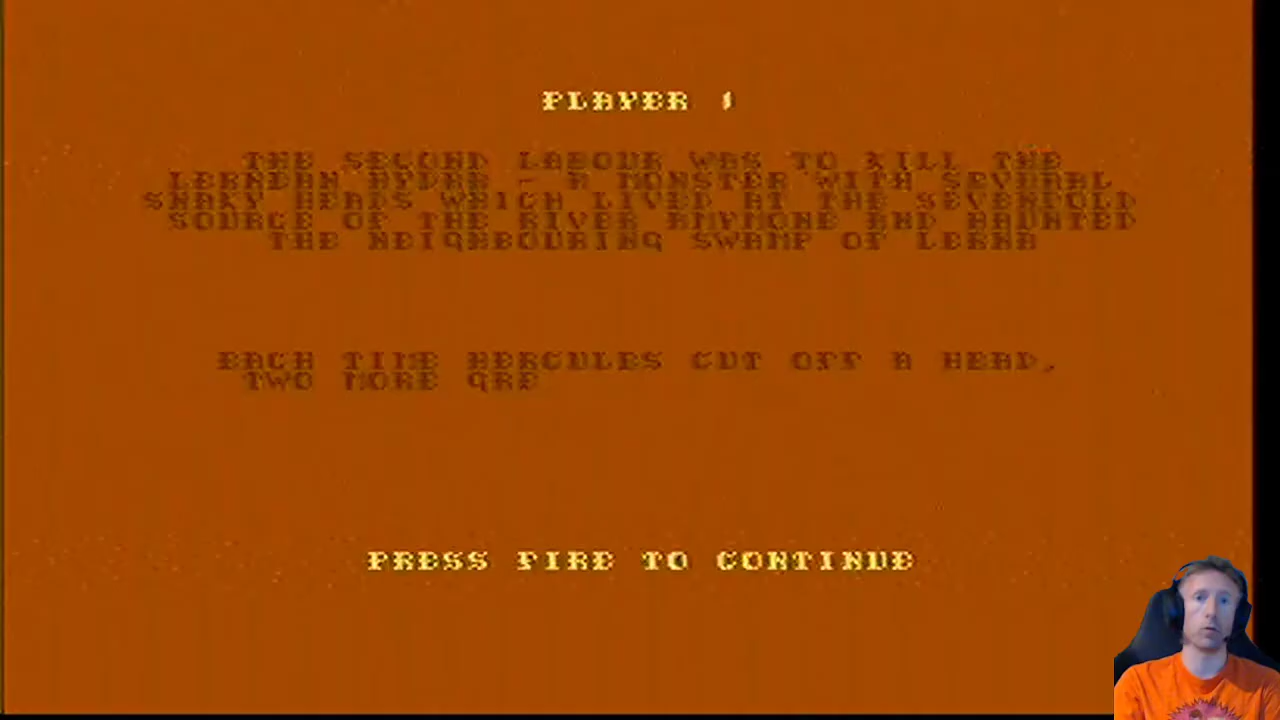 PLAYER 1
THE SECOND LABOUR WAS TO KILL THE
LERNEAN HYDRA - A MONSTER WITH SEVERAL
SNAKY HEADS WHICH LIVED AT THE SEVENFOLD
SOURCE OF THE RIVER AMYMONE AND HAUNTED
THE NEIGHBOURING SWAMP OF LERNA
EACH TIME HERCULES CUT OFF A HEAD,
TWO MORE GRE
PRESS FIRE TO CONTINUE